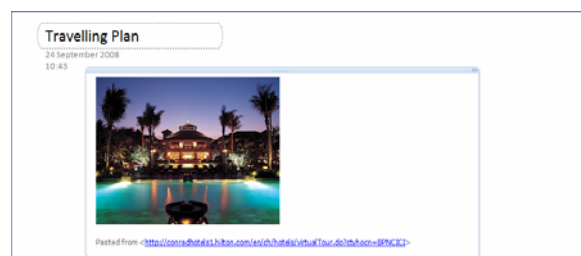 Travelling Plan
24 September 2008
10:43
Pasted from <http://conradhotels1.hilton.com/en/ch/hotels/virtualTour.do?ctyhocn=BPNCICI>